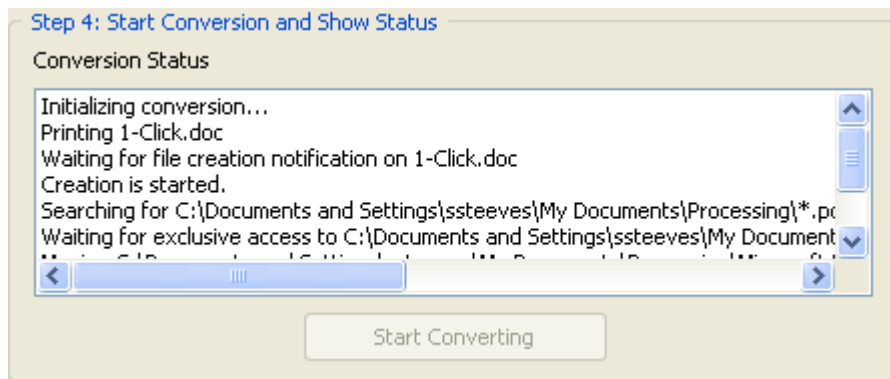 Step 4: Start Conversion and Show Status
Conversion Status
Initializing conversion...
Printing 1-Click.doc
Waiting for file creation notification on 1-Click.doc
Creation is started.
Searching for C:\Documents and Settings\ssteeves\My Documents\Processing\*.
Waiting for exclusive access to C:\Documents and Settings\ssteeves\My Document
Start Converting